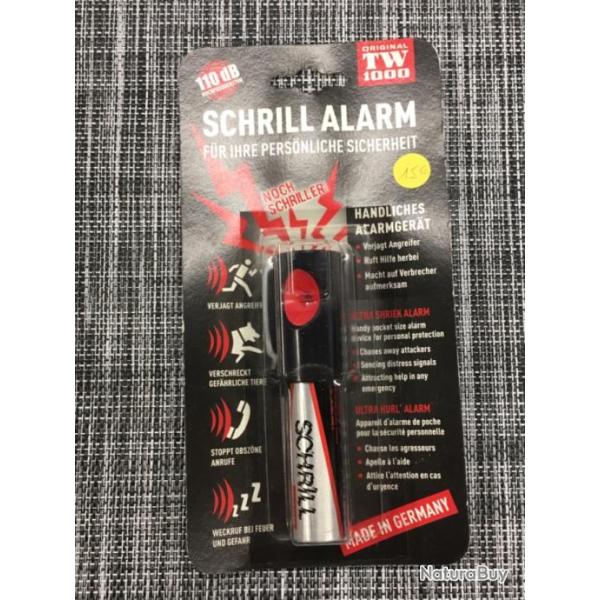 110 dB
ORIGINAL
TW
1000
SCHRILL ALARM
FÜR IHRE PERSÖNLICHE SICHERHEIT
15€
NOCH
SCHRILLER
HANDLICHES
ALARMGERÄT
• Verjagt Angreifer
• Ruft Hilfe herbei
• Macht auf Verbrecher
aufmerksam
VERJAGT ANGREIFER
VERSCHRECKT
GEFÄHRLICHE TIERE
STOPPT OBSZÖNE
ANRUFE
ZZZ
WECKRUF BEI FEUER
UND GEFAHR
ULTRA SHRIEK ALARM
Handy pocket size alarm
device for personal protection
• Chases away attackers
• Sending distress signals
• Attracting help in any
emergency
ULTRA HURL' ALARM
Appareil d'alarme de poche
pour la sécurité personnelle
• Chasse les agresseurs
• Apelle à l'aide
• Attire l'attention en cas
d'urgence
SCHRILL
MADE IN GERMANY
NaturaBuy